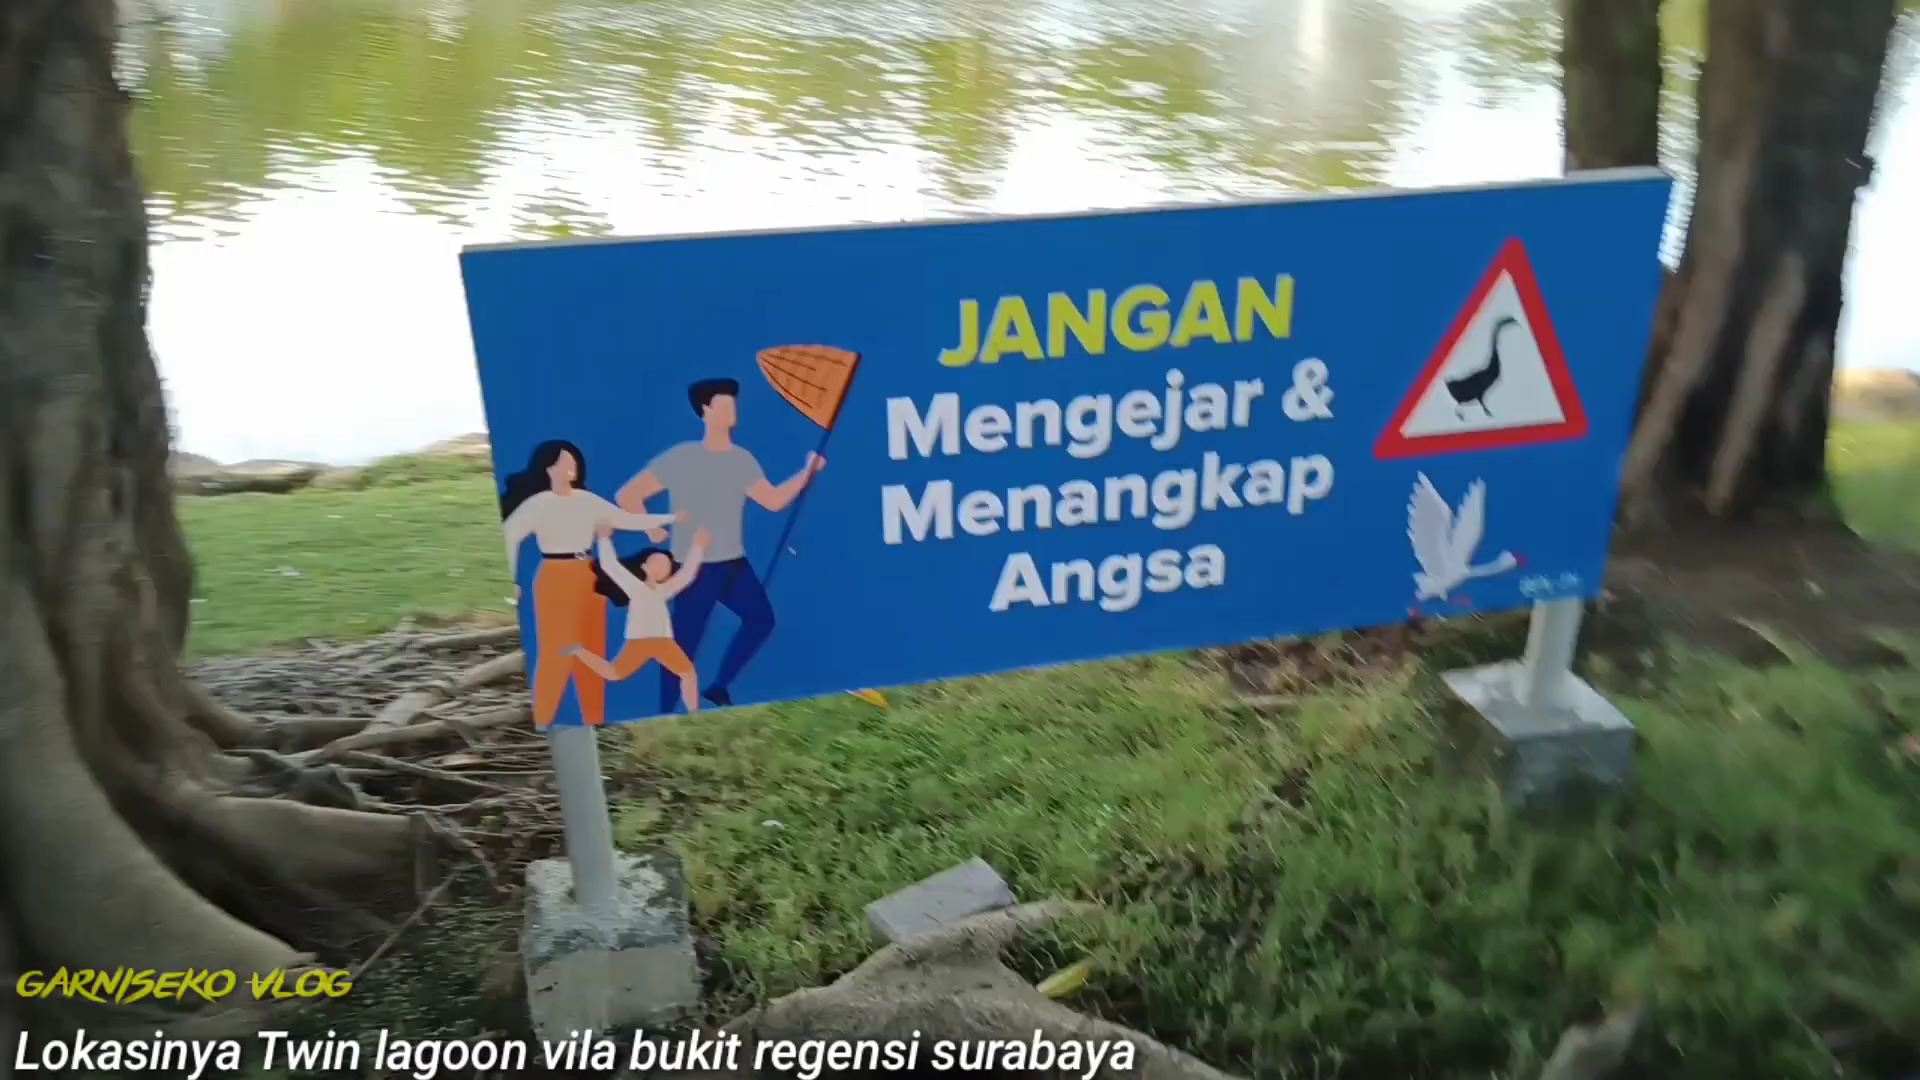 JANGAN
Mengejar &
Menangkap
Angsa
GARNISEKO VLOG
Lokasinya Twin lagoon vila bukit regensi surabaya